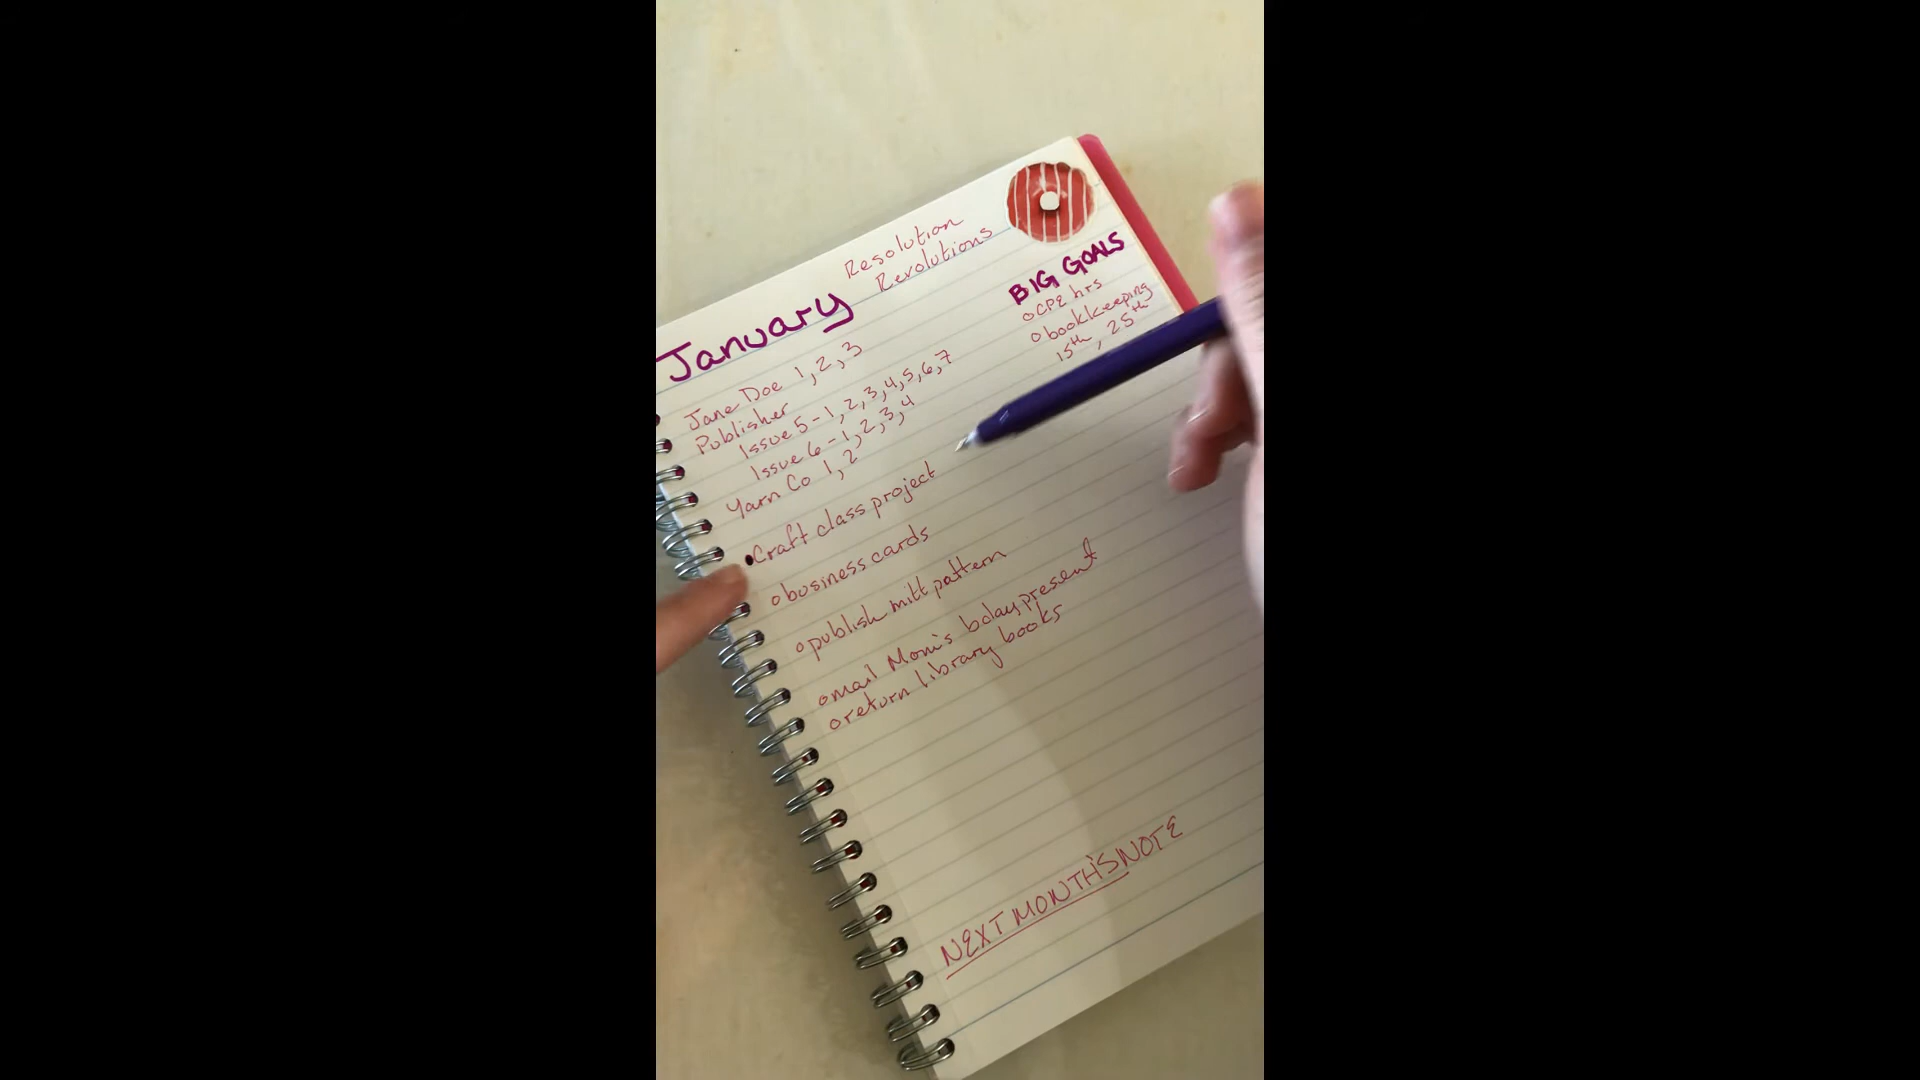 Resolution
Revolutions
January
BIG GOALS
o CPE hrs
o bookkeeping
15th, 25th
Jane Doe 1, 2, 3
Publisher
Issue 5 - 1, 2, 3, 4, 5, 6, 7
Issue 6 - 1, 2, 3, 4
Yarn Co 1, 2
• Craft class project
o business cards
o publish mitt pattern
o mail Mom's bday present
o return library books
NEXT MONTH'S NOTE